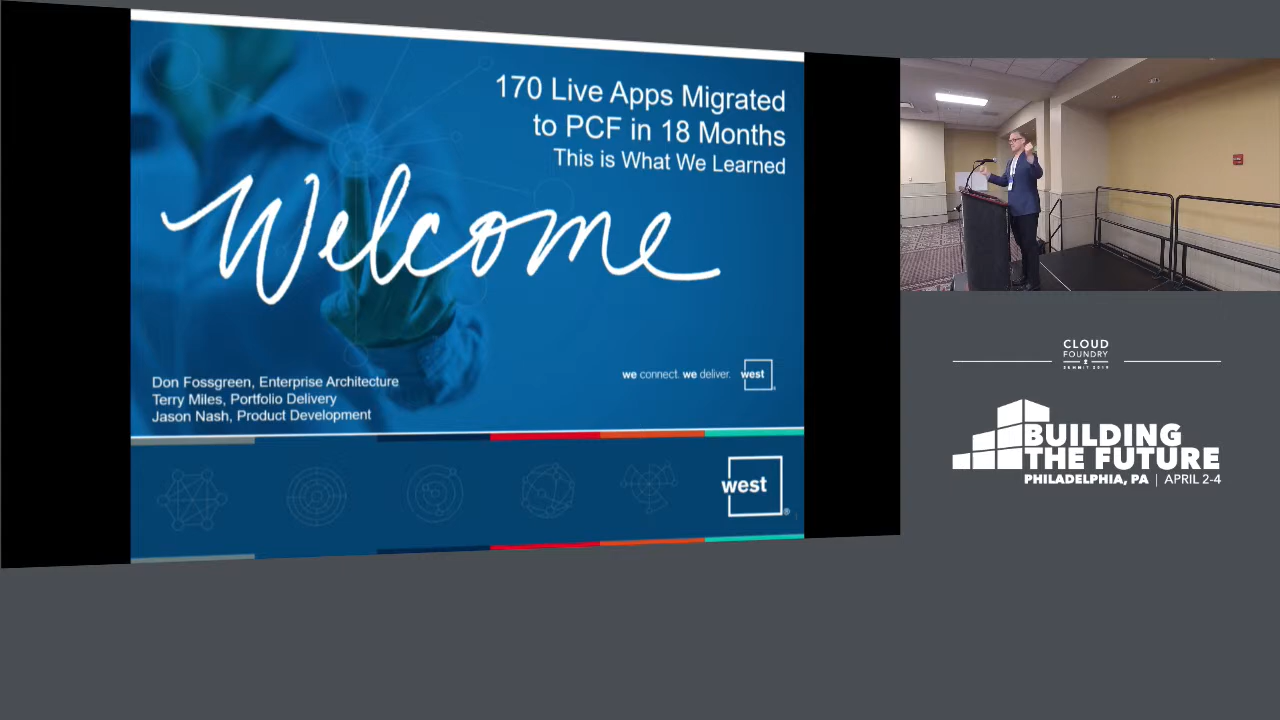 170 Live Apps Migrated
to PCF in 18 Months
This is What We Learned
Welcome
Don Fossgreen, Enterprise Architecture
Terry Miles, Portfolio Delivery
Jason Nash, Product Development
we connect. we deliver.
west
west®
CLOUD
FOUNDRY
SUMMIT 2019
BUILDING
THE FUTURE
PHILADELPHIA, PA | APRIL 2-4